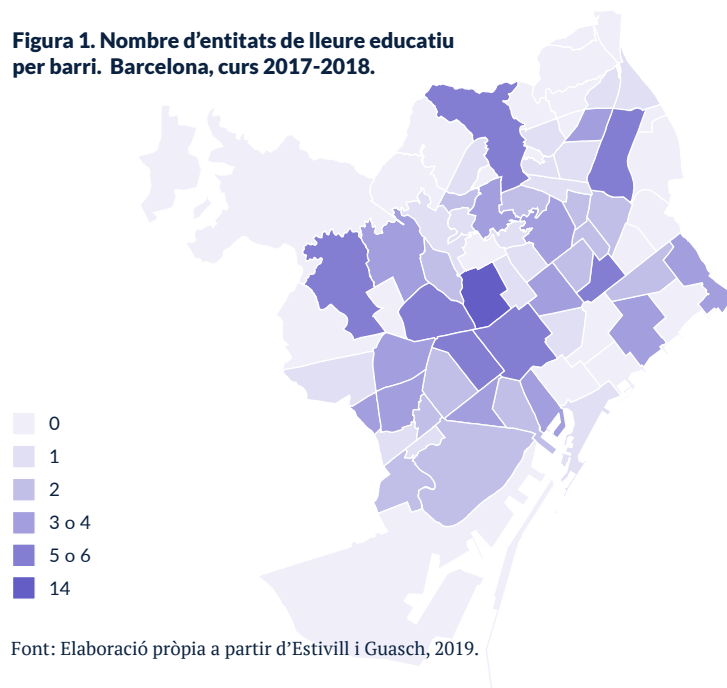 Figura 1. Nombre d’entitats de lleure educatiu
per barri. Barcelona, curs 2017-2018.
0
1
2
3 o 4
5 o 6
14
Font: Elaboració pròpia a partir d’Estivill i Guasch, 2019.